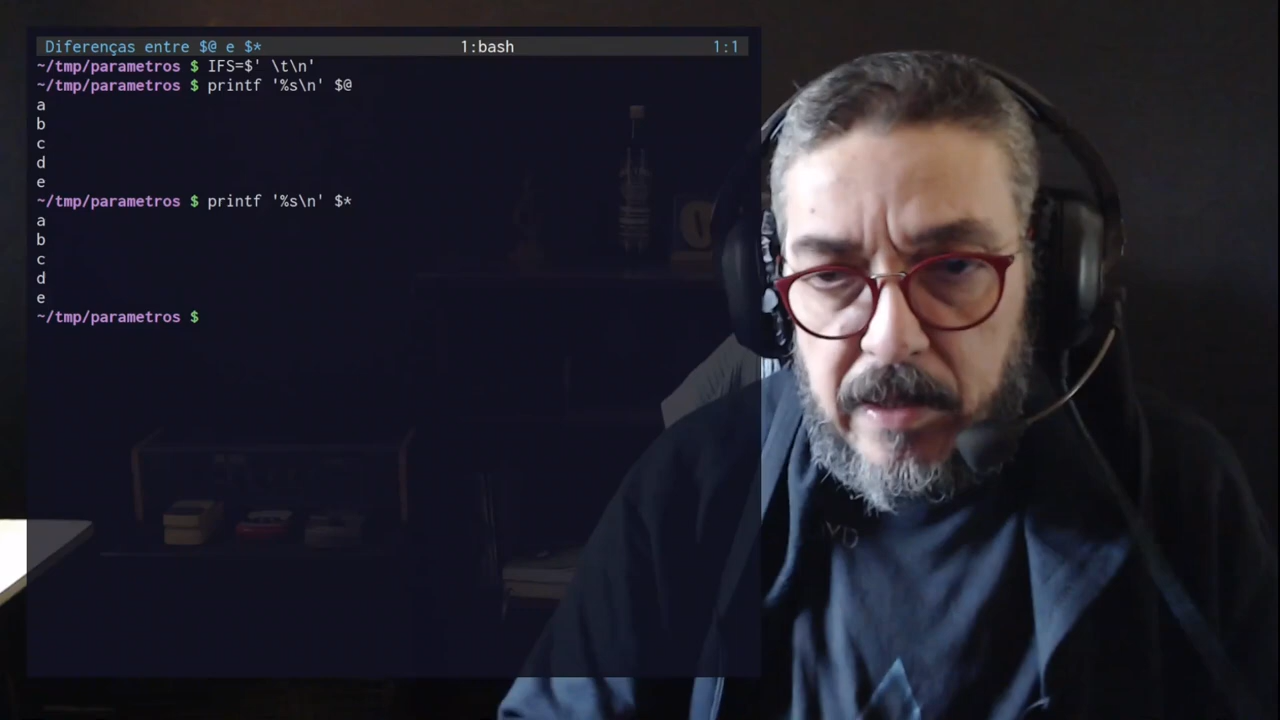 Diferenças entre $@ e $* 1:bash 1:1
~/tmp/parametros $ IFS=$' \t\n'
~/tmp/parametros $ printf '%s\n' $@
a
b
c
d
e
~/tmp/parametros $ printf '%s\n' $*
a
b
c
d
e
~/tmp/parametros $